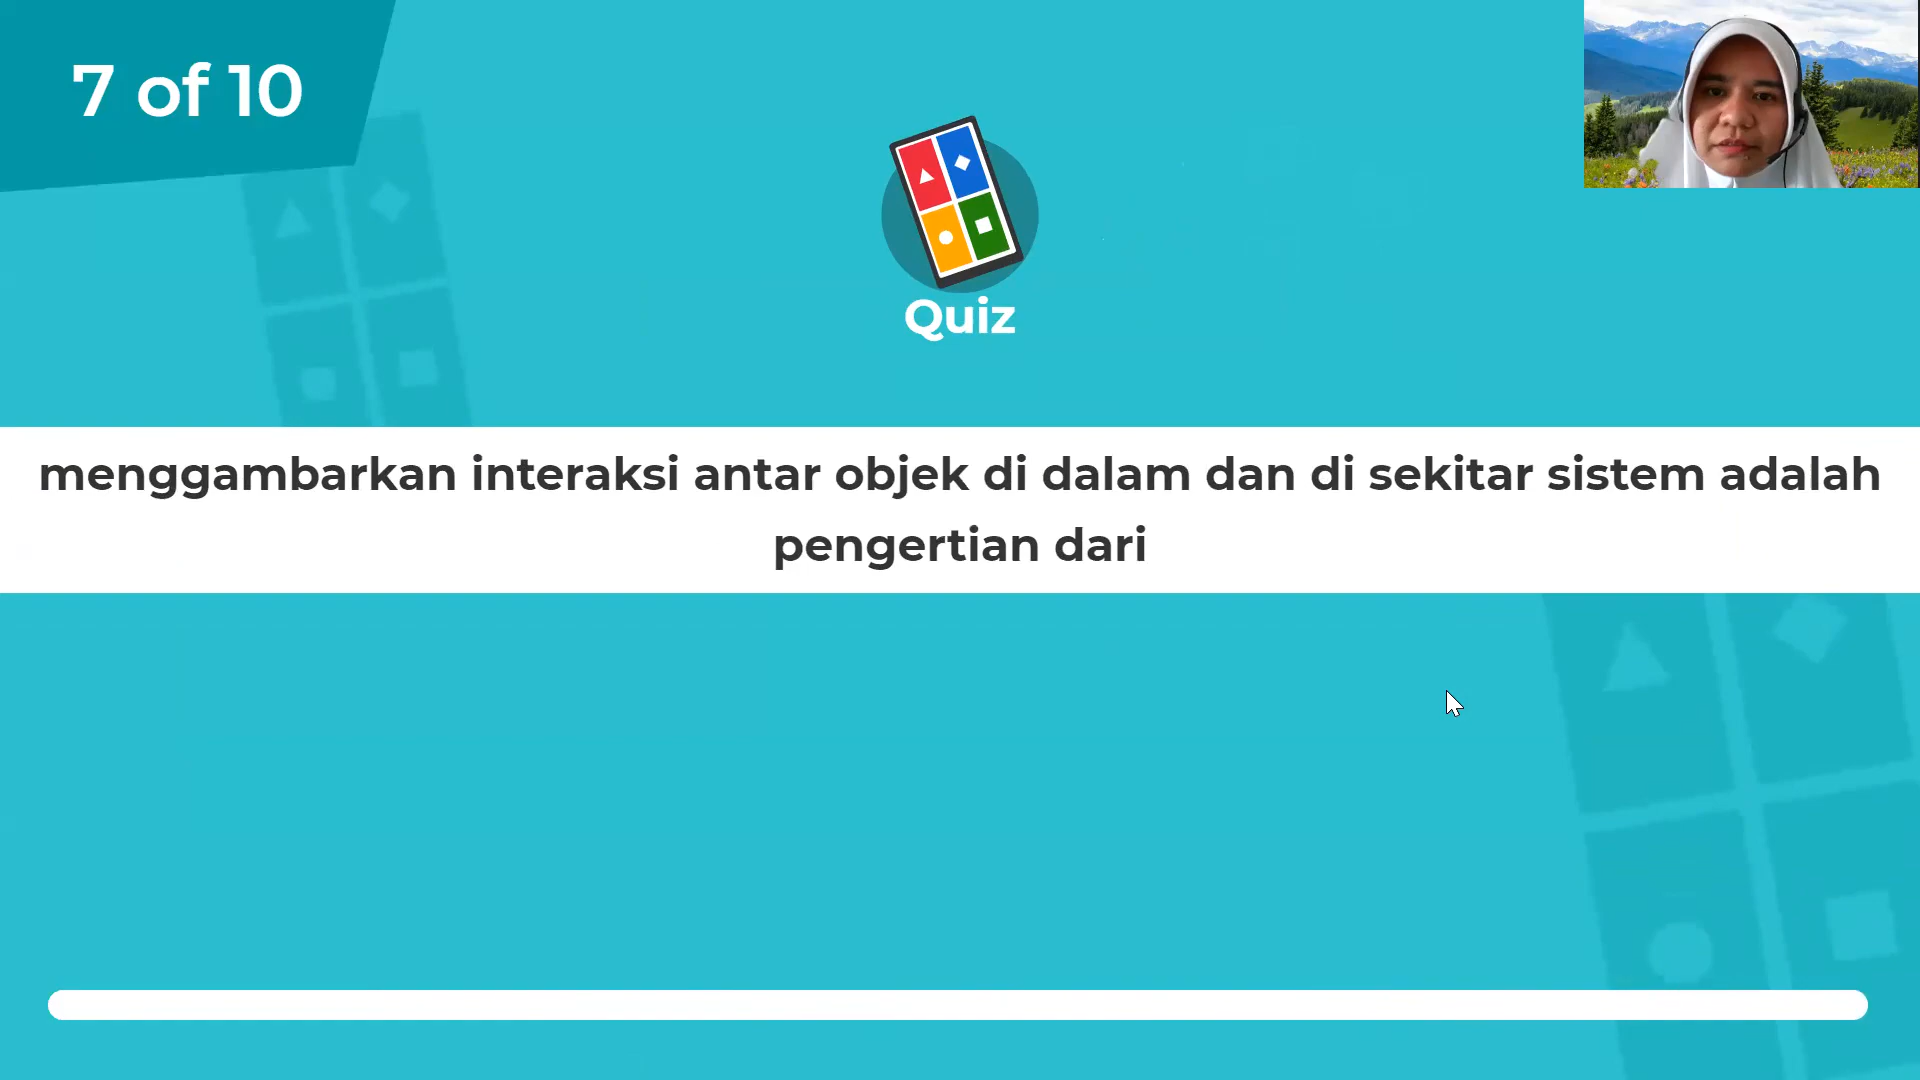 7 of 10
Quiz
menggambarkan interaksi antar objek di dalam dan di sekitar sistem adalah
pengertian dari